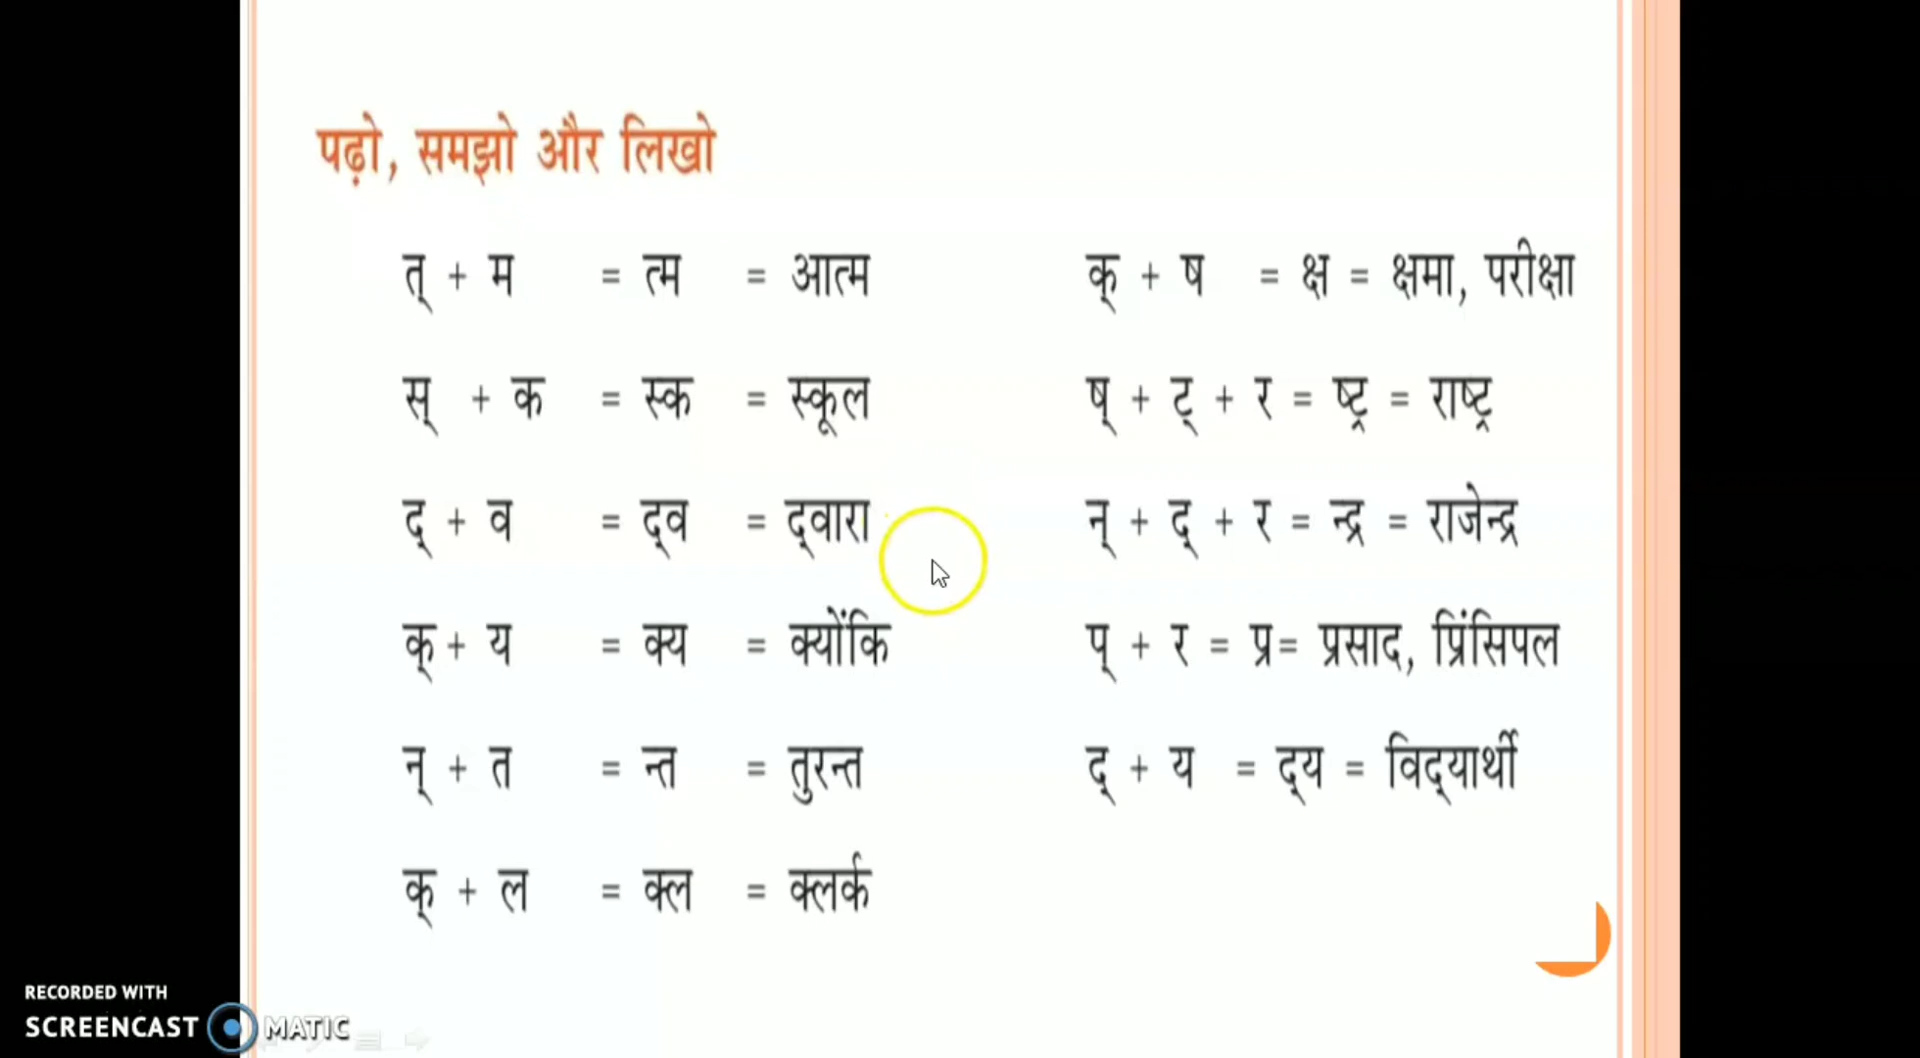 पढ़ो, समझो और लिखो
त् + म = त्म = आत्म
स् + क = स्क = स्कूल
द् + व = द्‌व = द्‌वारा
क् + य = क्य = क्योंकि
न् + त = न्त = तुरन्त
क् + ल = क्ल = क्लर्क
क् + ष = क्ष = क्षमा, परीक्षा
ष् + ट् + र = ष्ट्र = राष्ट्र
न् + द् + र = न्द्र = राजेन्द्र
प् + र = प्र = प्रसाद, प्रिंसिपल
द् + य = द्‌य = विद्‌यार्थी
RECORDED WITH
SCREENCAST MATIC